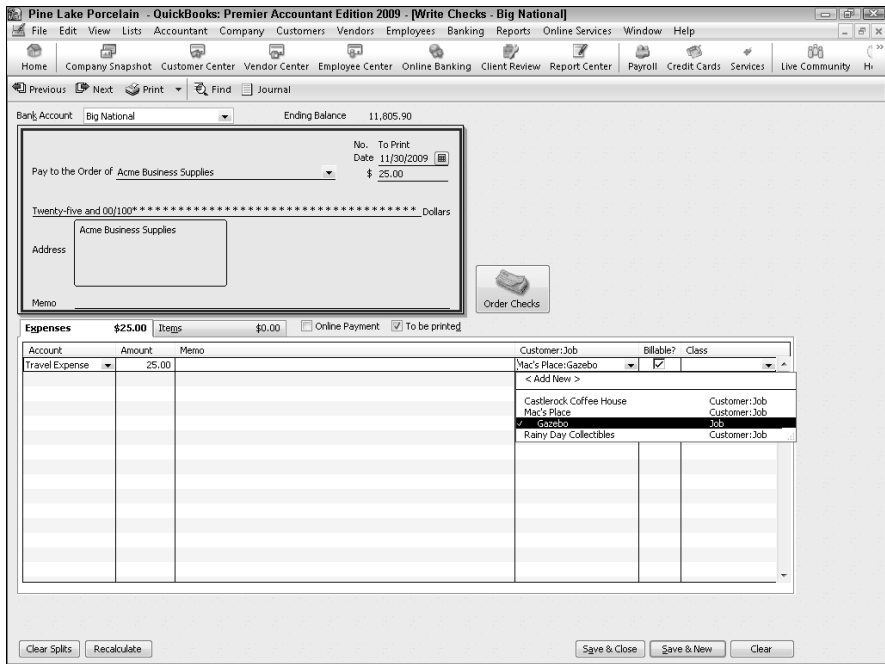 Pine Lake Porcelain - QuickBooks: Premier Accountant Edition 2009 - [Write Checks - Big National]
File Edit View Lists Accountant Company Customers Vendors Employees Banking Reports Online Services Window Help
Home Company Snapshot Customer Center Vendor Center Employee Center Online Banking Client Review Report Center Payroll Credit Cards Services Live Community
Previous Next Print Find Journal
Bank Account Big National Ending Balance 11,805.90
No. To Print
Date 11/30/2009
Pay to the Order of Acme Business Supplies $ 25.00
Twenty-five and 00/100* * * * * * * * * * * * * * * * * * * * * * * * * * * * * * * * * * * * * * Dollars
Acme Business Supplies
Address
Memo
Order Checks
Expenses $25.00 Items $0.00 Online Payment To be printed
Account Amount Memo Customer:Job Billable? Class
Travel Expense 25.00 Mac's Place:Gazebo
< Add New >
Castlerock Coffee House Customer:Job
Mac's Place Customer:Job
Gazebo Job
Rainy Day Collectibles Customer:Job
Clear Splits Recalculate Save & Close Save & New Clear